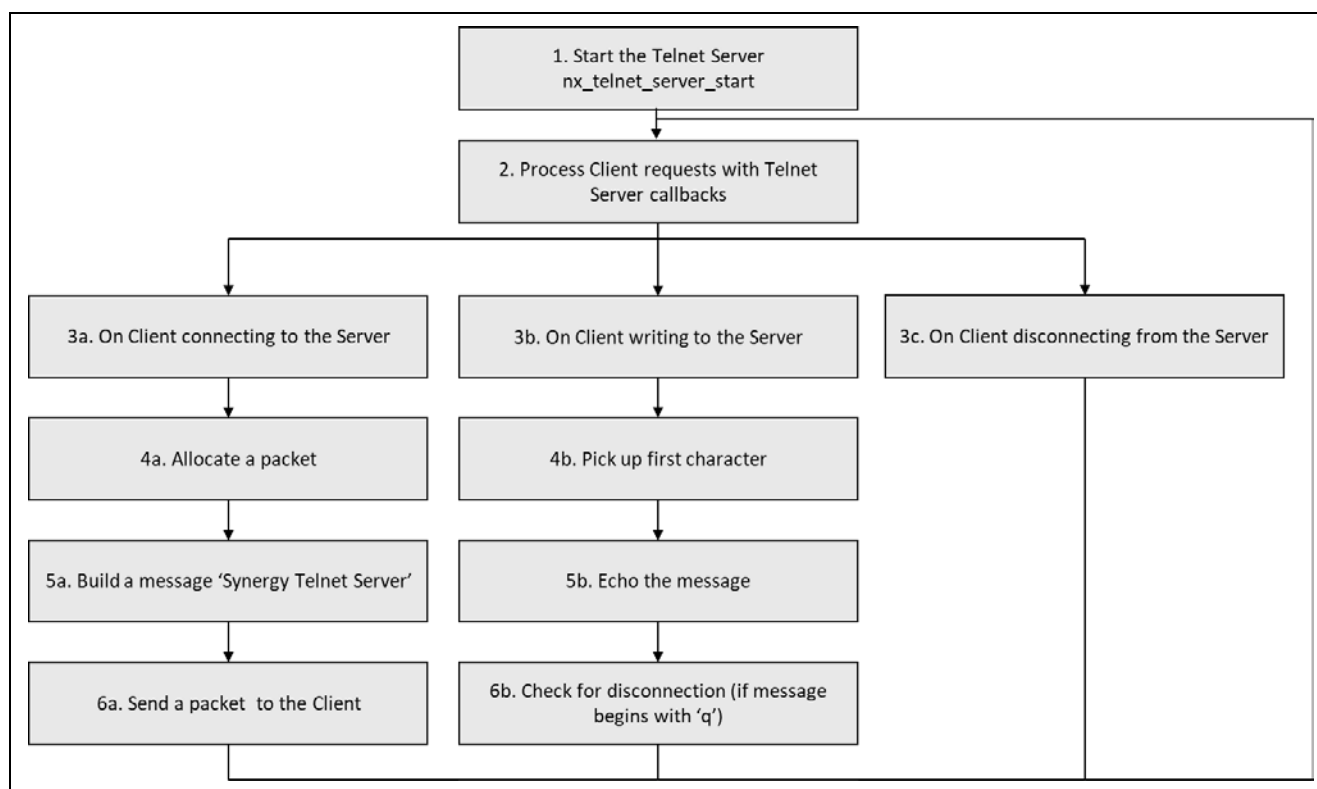 1. Start the Telnet Server
nx_telnet_server_start
2. Process Client requests with Telnet
Server callbacks
3a. On Client connecting to the Server
3b. On Client writing to the Server
3c. On Client disconnecting from the Server
4a. Allocate a packet
4b. Pick up first character
5a. Build a message ‘Synergy Telnet Server’
5b. Echo the message
6a. Send a packet  to the Client
6b. Check for disconnection (if message
begins with ‘q’)